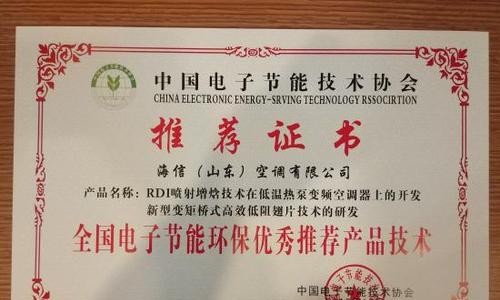 中国电子节能技术协会
CHINA ELECTRONIC ENERGY-SRVING TECHNOLOGY RSSOCIRTION
推荐证书
海信（山东）空调有限公司
产品名称：RDI喷射增焓技术在低温热泵变频空调器上的开发
新型变矩桥式高效低阻翅片技术的研发
全国电子节能环保优秀推荐产品技术
中国电子节能技术协会